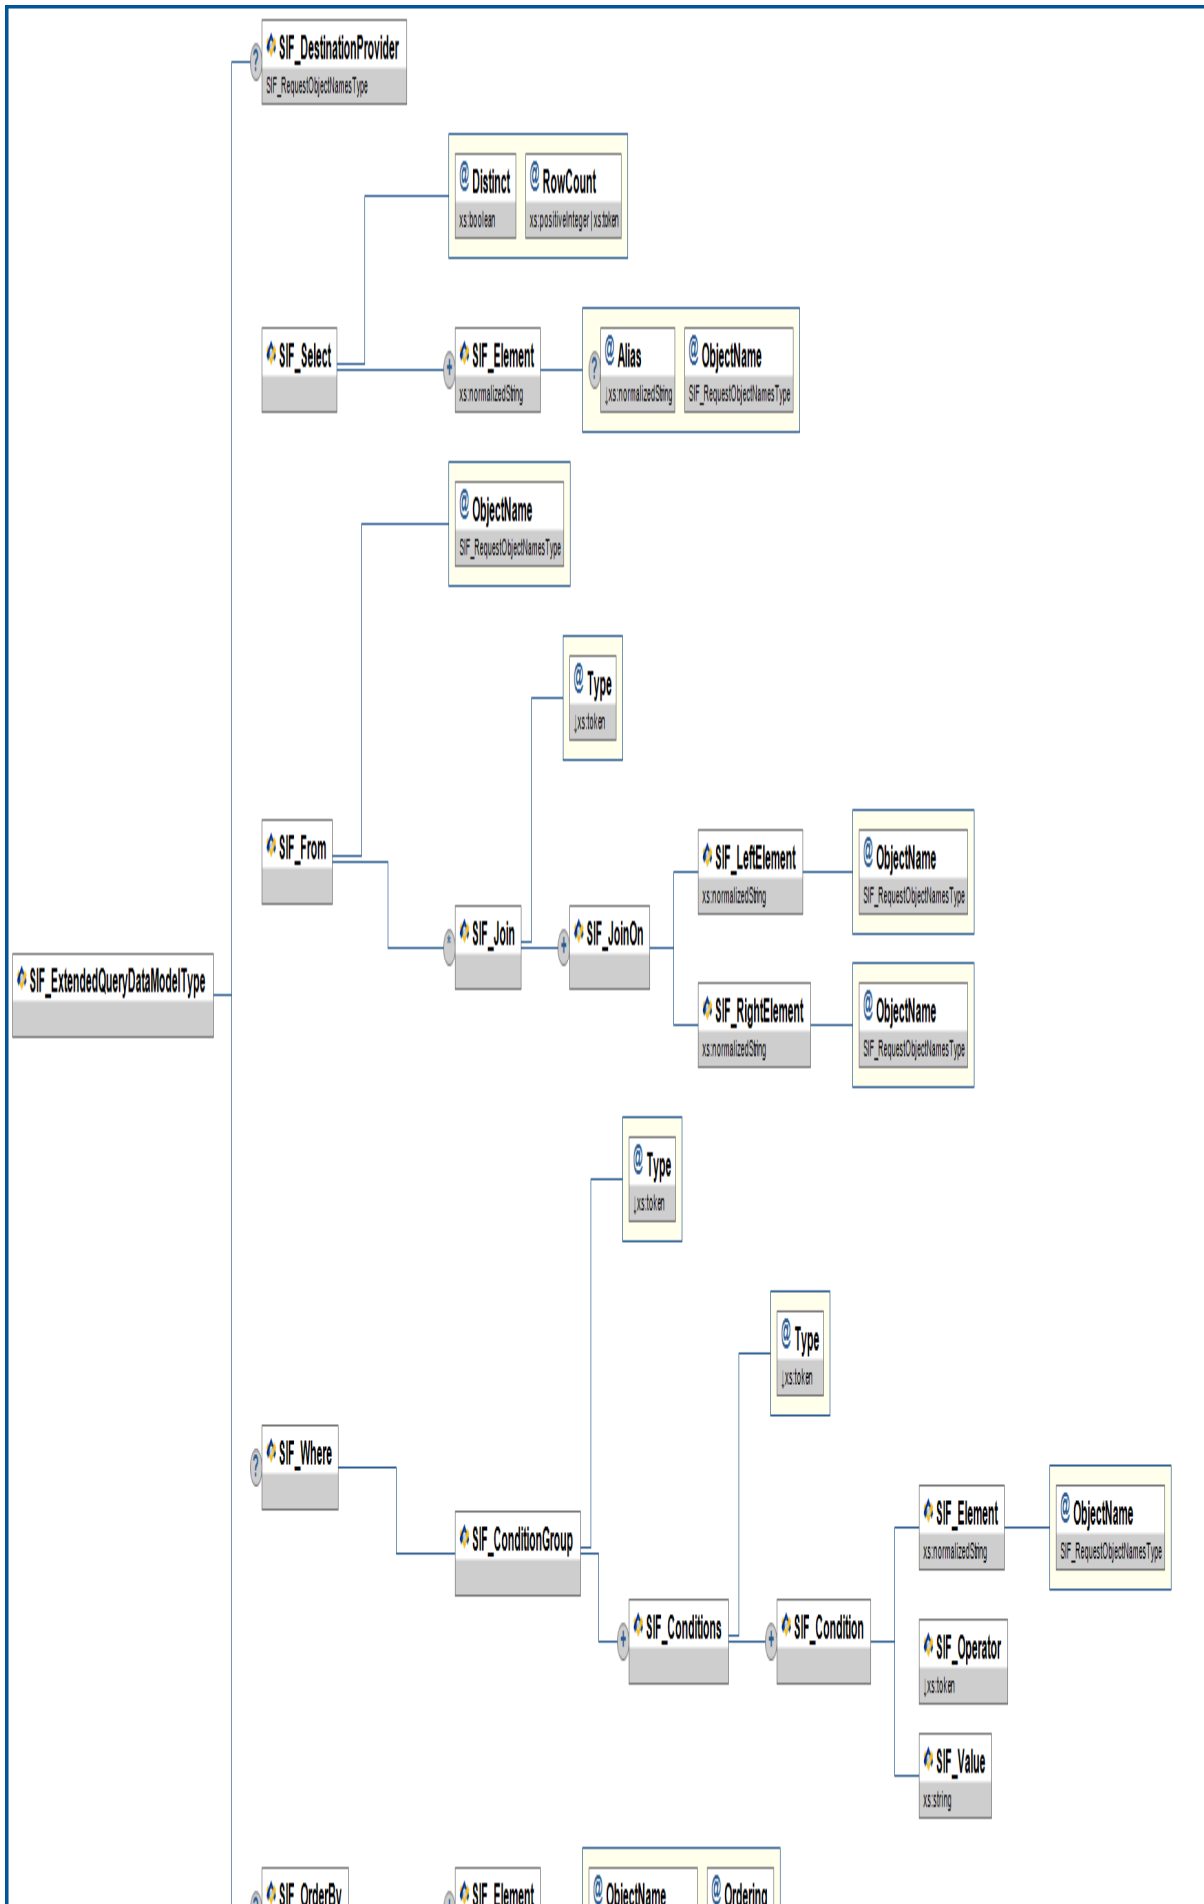 SIF_DestinationProvider
SIF_RequestObjectNamesType
@ Distinct @ RowCount
xs:boolean xs:positiveInteger | xs:token
SIF_Select
? SIF_Element
xs:normalizedString
@ Alias @ ObjectName
xs:normalizedString SIF_RequestObjectNamesType
@ ObjectName
SIF_RequestObjectNamesType
@ Type
xs:token
SIF_From
SIF_LeftElement
xs:normalizedString
@ ObjectName
SIF_RequestObjectNamesType
* SIF_Join
+ SIF_JoinOn
SIF_ExtendedQueryDataModelType
SIF_RightElement
xs:normalizedString
@ ObjectName
SIF_RequestObjectNamesType
@ Type
xs:token
@ Type
xs:token
? SIF_Where
SIF_ConditionGroup
SIF_Element
xs:normalizedString
@ ObjectName
SIF_RequestObjectNamesType
+ SIF_Conditions
+ SIF_Condition
SIF_Operator
xs:token
SIF_Value
xs:string
? SIF_OrderBy
+ SIF_Element
@ ObjectName @ Ordering